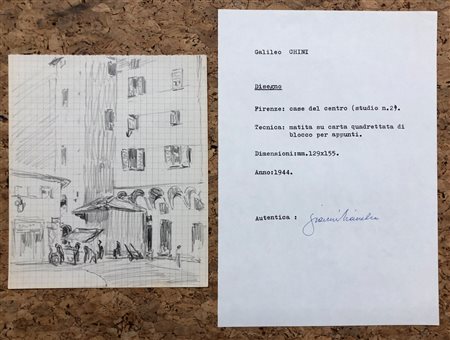 Galileo CHINI
Disegno
Firenze: case del centro (studio n.2).
Tecnica: matita su carta quadrettata di
blocco per appunti.
Dimensioni:mm.129x155.
Anno:1944.
Autentica :